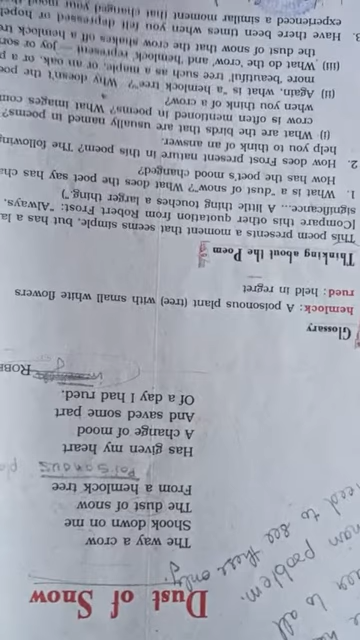 Dust of Snow
The way a crow
Shook down on me
The dust of snow
From a hemlock tree
Poisonous
Has given my heart
A change of mood
And saved some part
Of a day I had rued.
Glossary
hemlock: A poisonous plant (tree) with small white flowers
rued: held in regret
Thinking about the Poem
This poem presents a moment that seems simple, but has a
[Compare this other quotation from Robert Frost: "Always,
significance... A little thing touches a larger thing.")
1. What is a "dust of snow"? What does the poet say has
How has the poet's mood changed?
2. How does Frost present nature in this poem? The following
help you to think of an answer.
(i) What are the birds that are usually named in poems?
crow is often mentioned in poems? What images
when you think of a crow?
(ii) Again, what is "a hemlock tree"? Why doesn't the
more 'beautiful' tree such as a maple, or an oak, or a
(iii) What do the 'crow' and 'hemlock' represent — joy or
the dust of snow that the crow shakes off a hemlock
3. Have there been times when you felt depressed or
experienced a similar moment that changed your mood
need to see there only.
problem.
to all